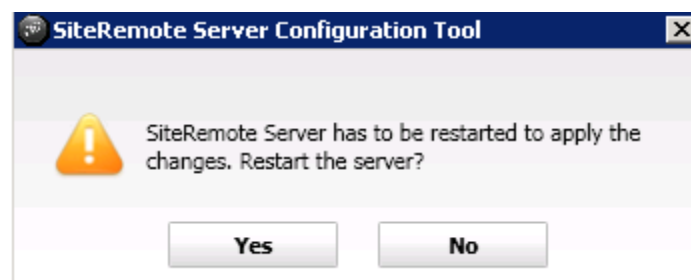 SiteRemote Server Configuration Tool
SiteRemote Server has to be restarted to apply the
changes. Restart the server?
Yes No